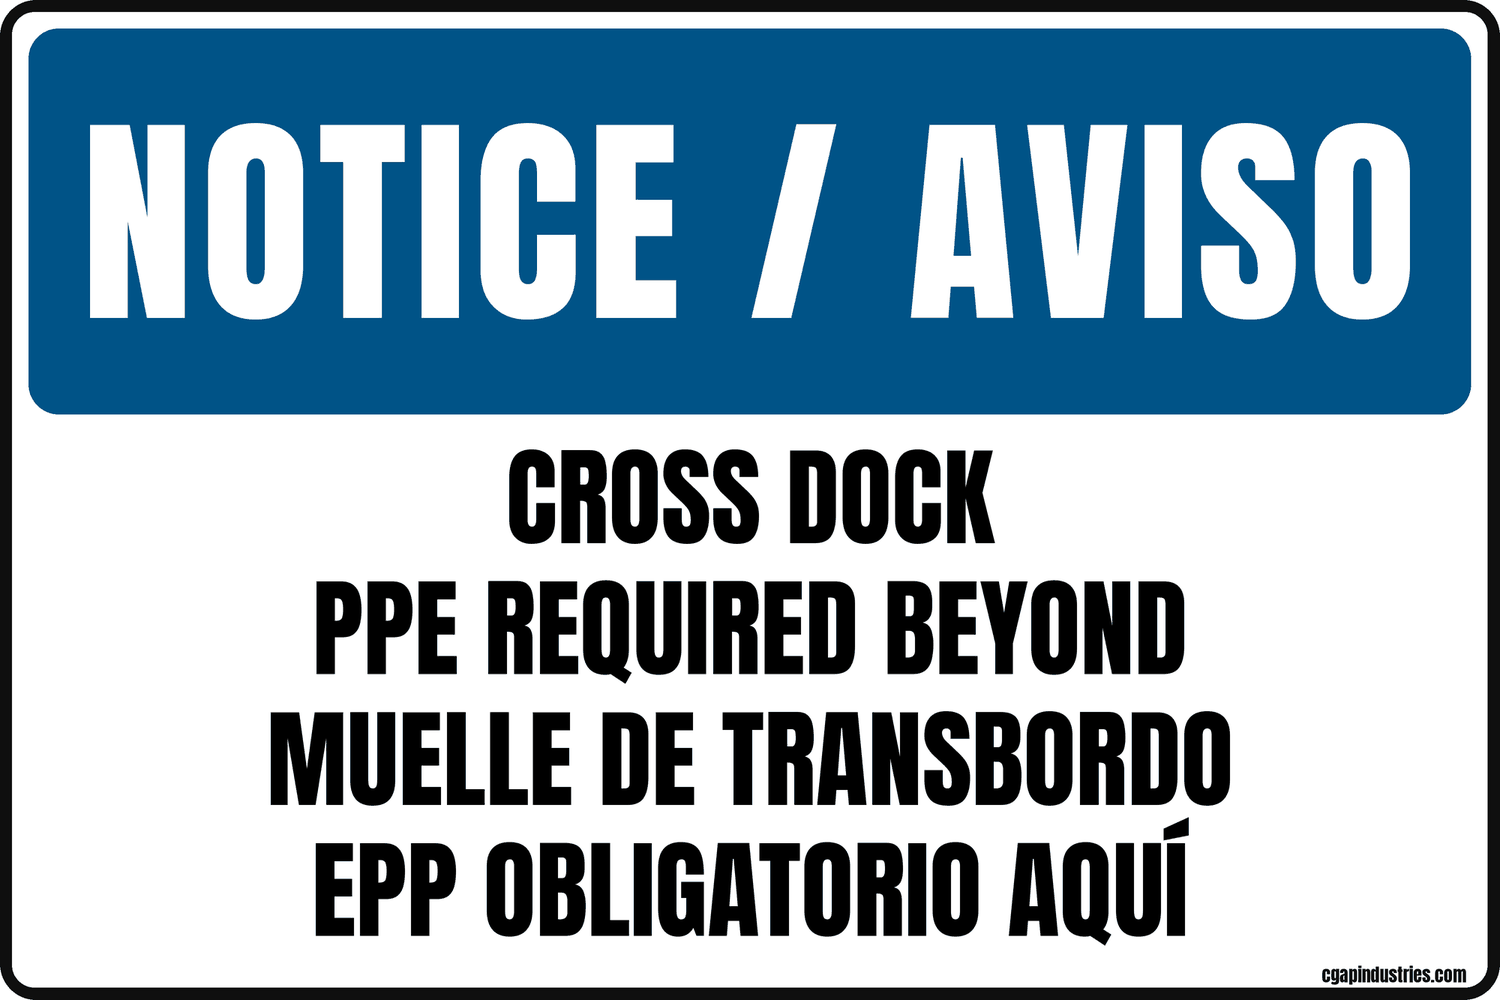 NOTICE / AVISO
CROSS DOCK
PPE REQUIRED BEYOND
MUELLE DE TRANSBORDO
EPP OBLIGATORIO AQUÍ
cgapindustries.com